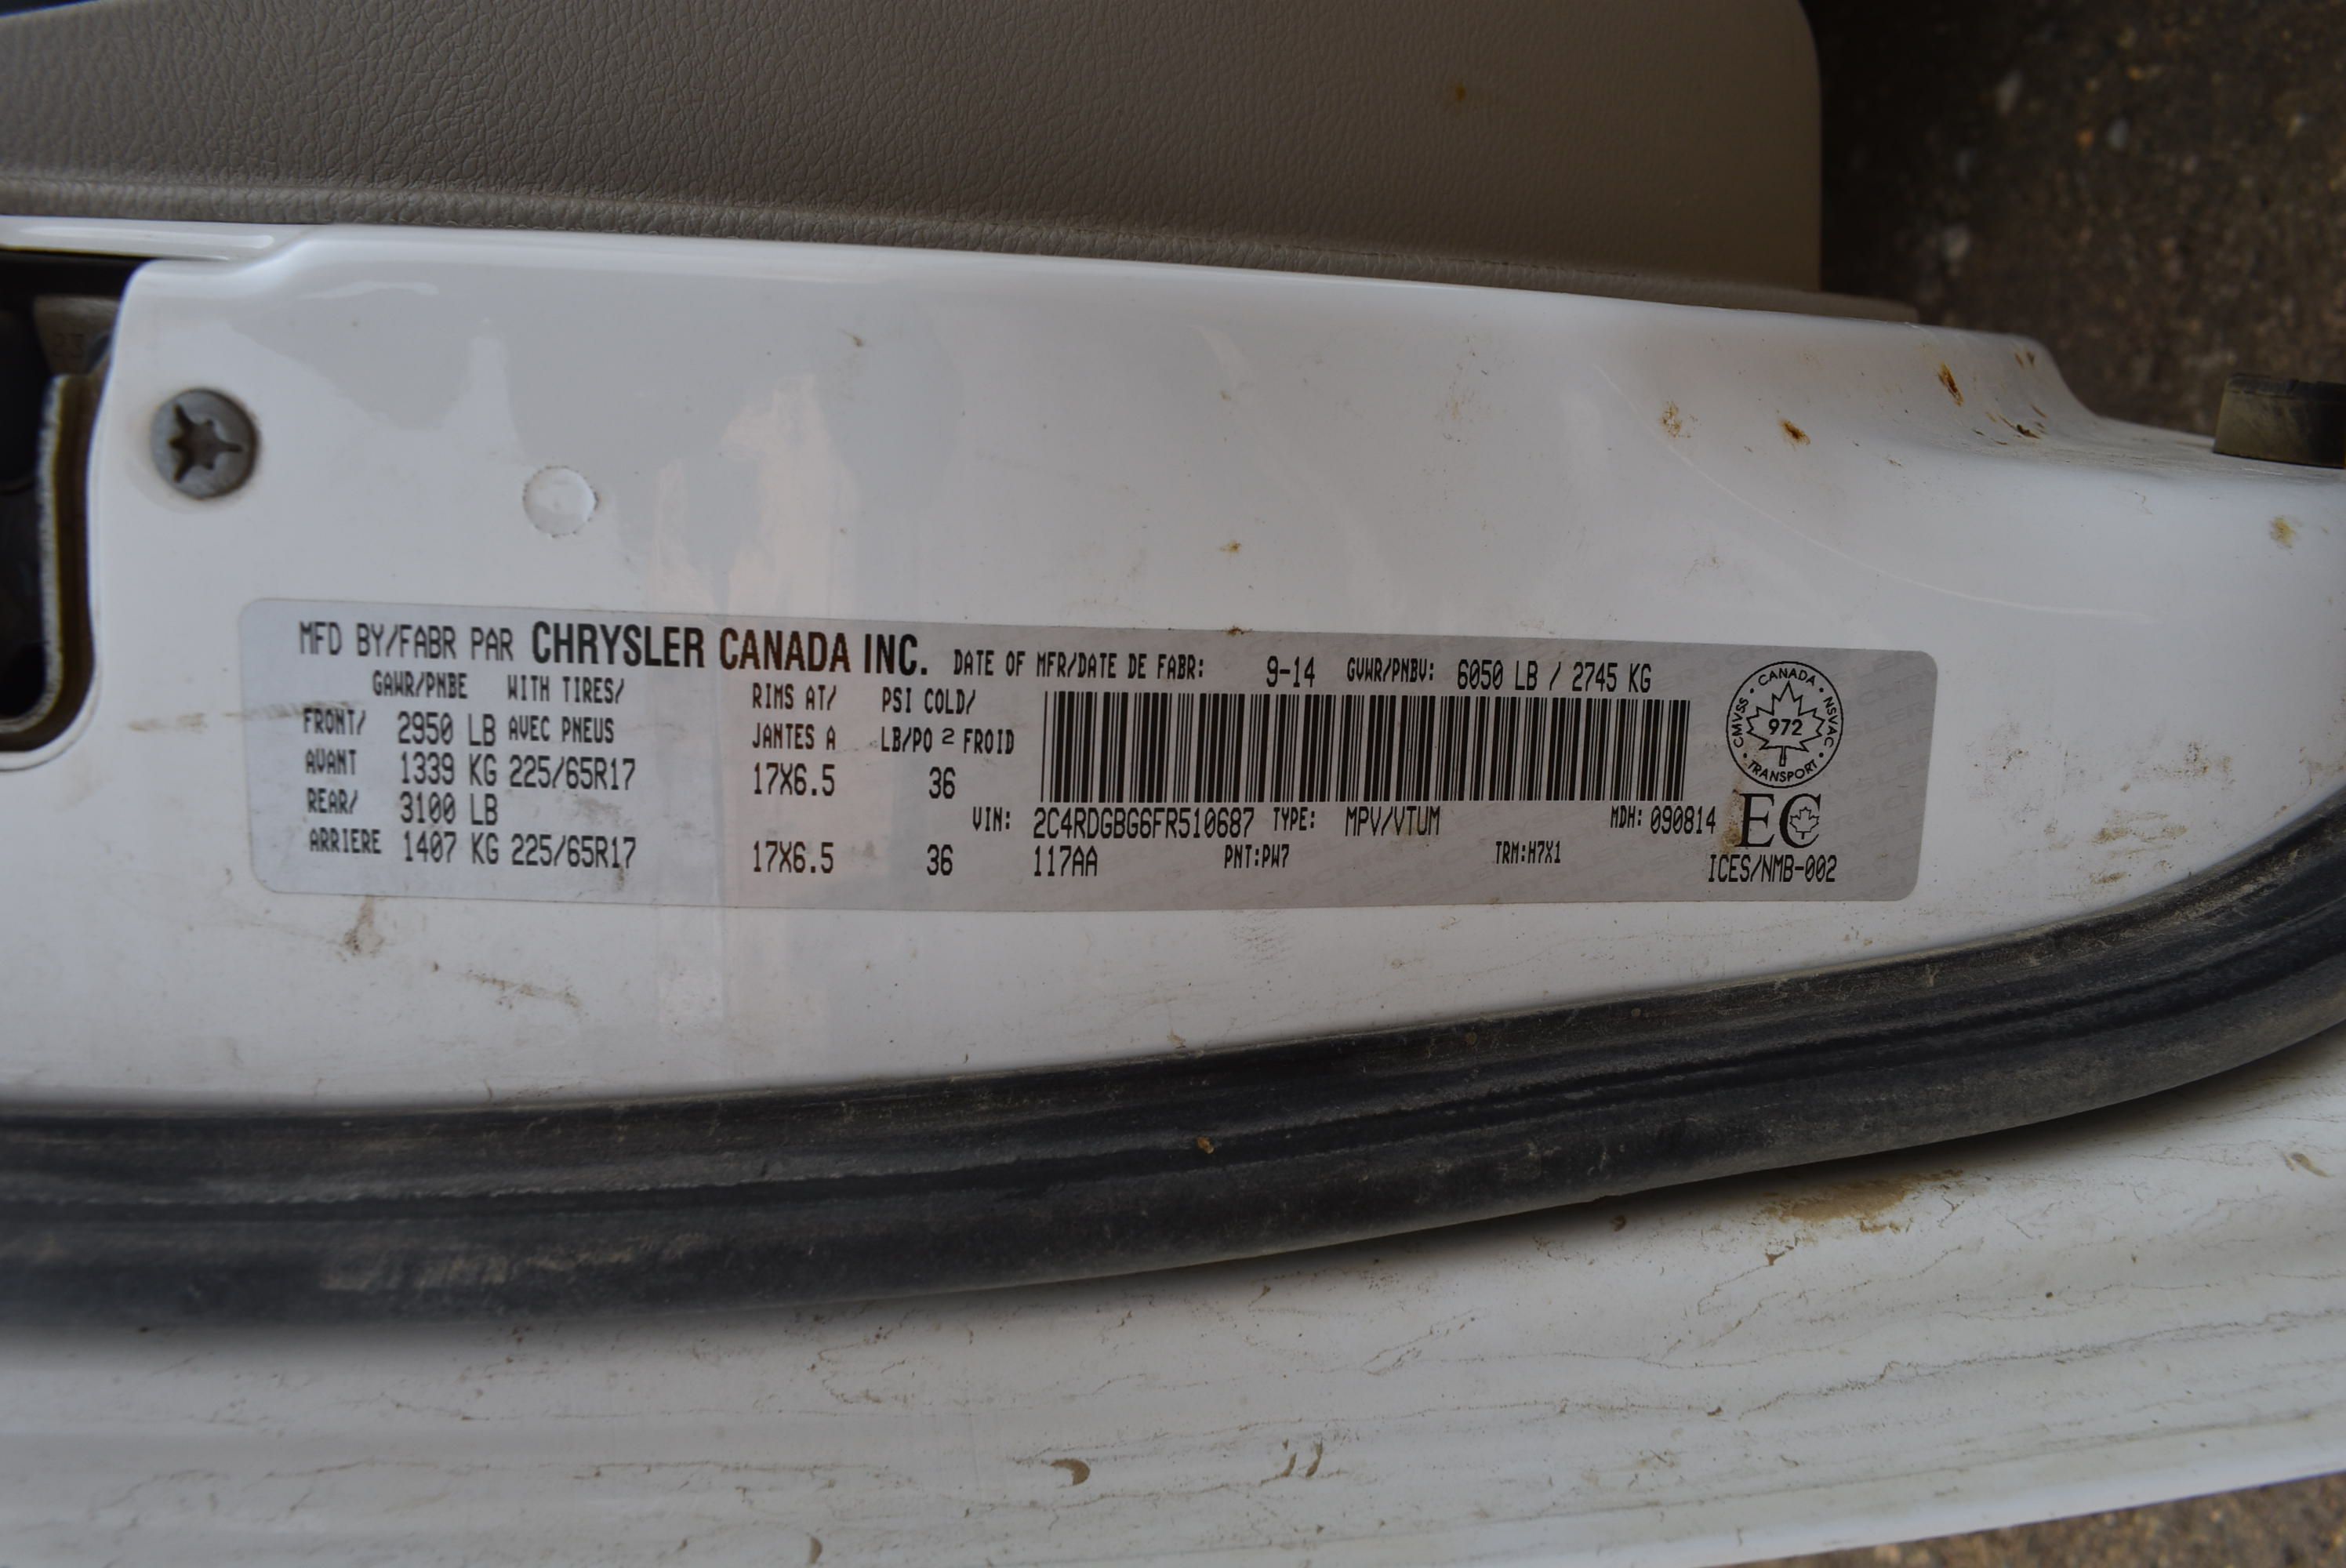 MFD BY/FABR PAR CHRYSLER CANADA INC. DATE OF MFR/DATE DE FABR: 9-14 GVWR/PNBV: 6050 LB / 2745 KG
GAWR/PNBE WITH TIRES/ RIMS AT/ PSI COLD/
FRONT/ 2950 LB AVEC PNEUS JANTES A LB/PO 2 FROID
AVANT 1339 KG 225/65R17 17X6.5 36
REAR/ 3100 LB
ARRIERE 1407 KG 225/65R17 17X6.5 36
VIN: 2C4RDGBG6FR510687 TYPE: MPV/VTUM MDH: 090814
117AA PNT:PW7 TRM:H7X1
CANADA • NSVAC • TRANSPORT • CMVSS •
972
EC
ICES/NMB-002